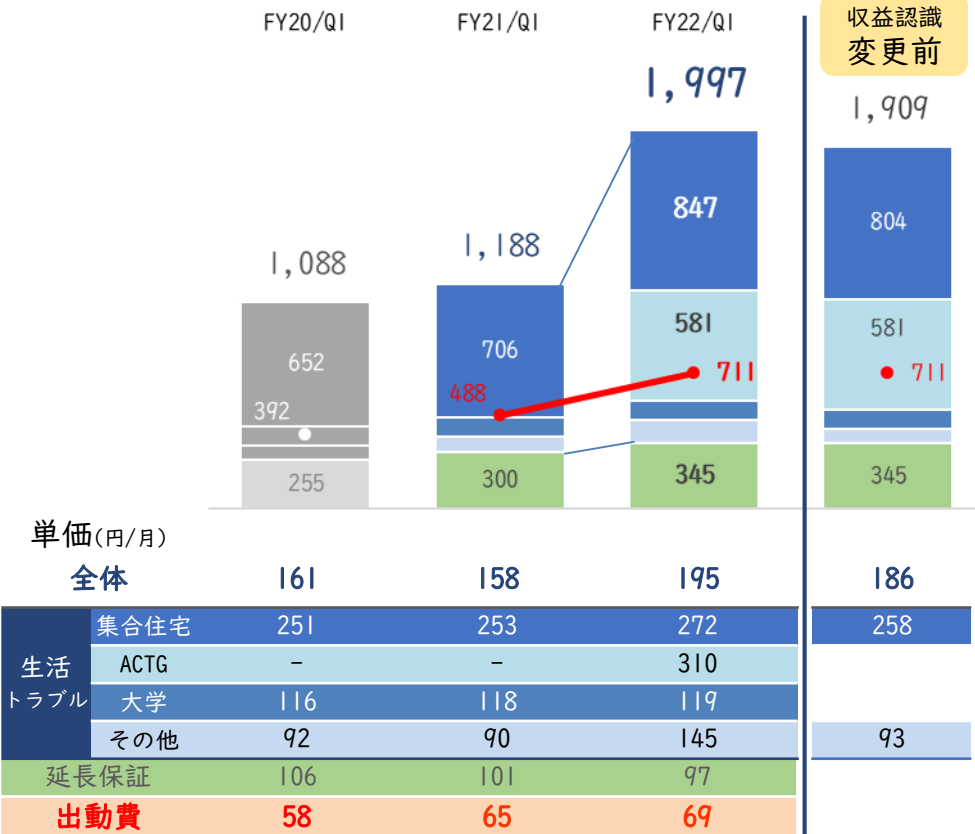 FY20/Q1 FY21/Q1 FY22/Q1 収益認識
変更前
1,997
1,909
847
804
1,188
1,088
581
581
706
652
711
711
488
392
345
345
300
255
単価(円/月)
全体 161 158 195 186
集合住宅 251 253 272 258
生活
トラブル
ACTG - - 310
大学 116 118 119
その他 92 90 145 93
延長保証 106 101 97
出動費 58 65 69